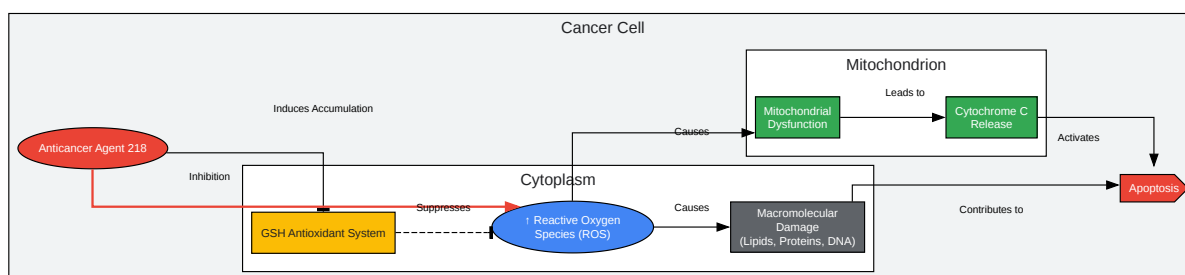 Cancer Cell
Mitochondrion
Mitochondrial
Dysfunction
Leads to
Cytochrome C
Release
Induces Accumulation
Causes
Activates
Anticancer Agent 218
Inhibition
Cytoplasm
Apoptosis
Suppresses
Causes
GSH Antioxidant System
↑ Reactive Oxygen
Species (ROS)
Macromolecular
Damage
(Lipids, Proteins, DNA)
Contributes to